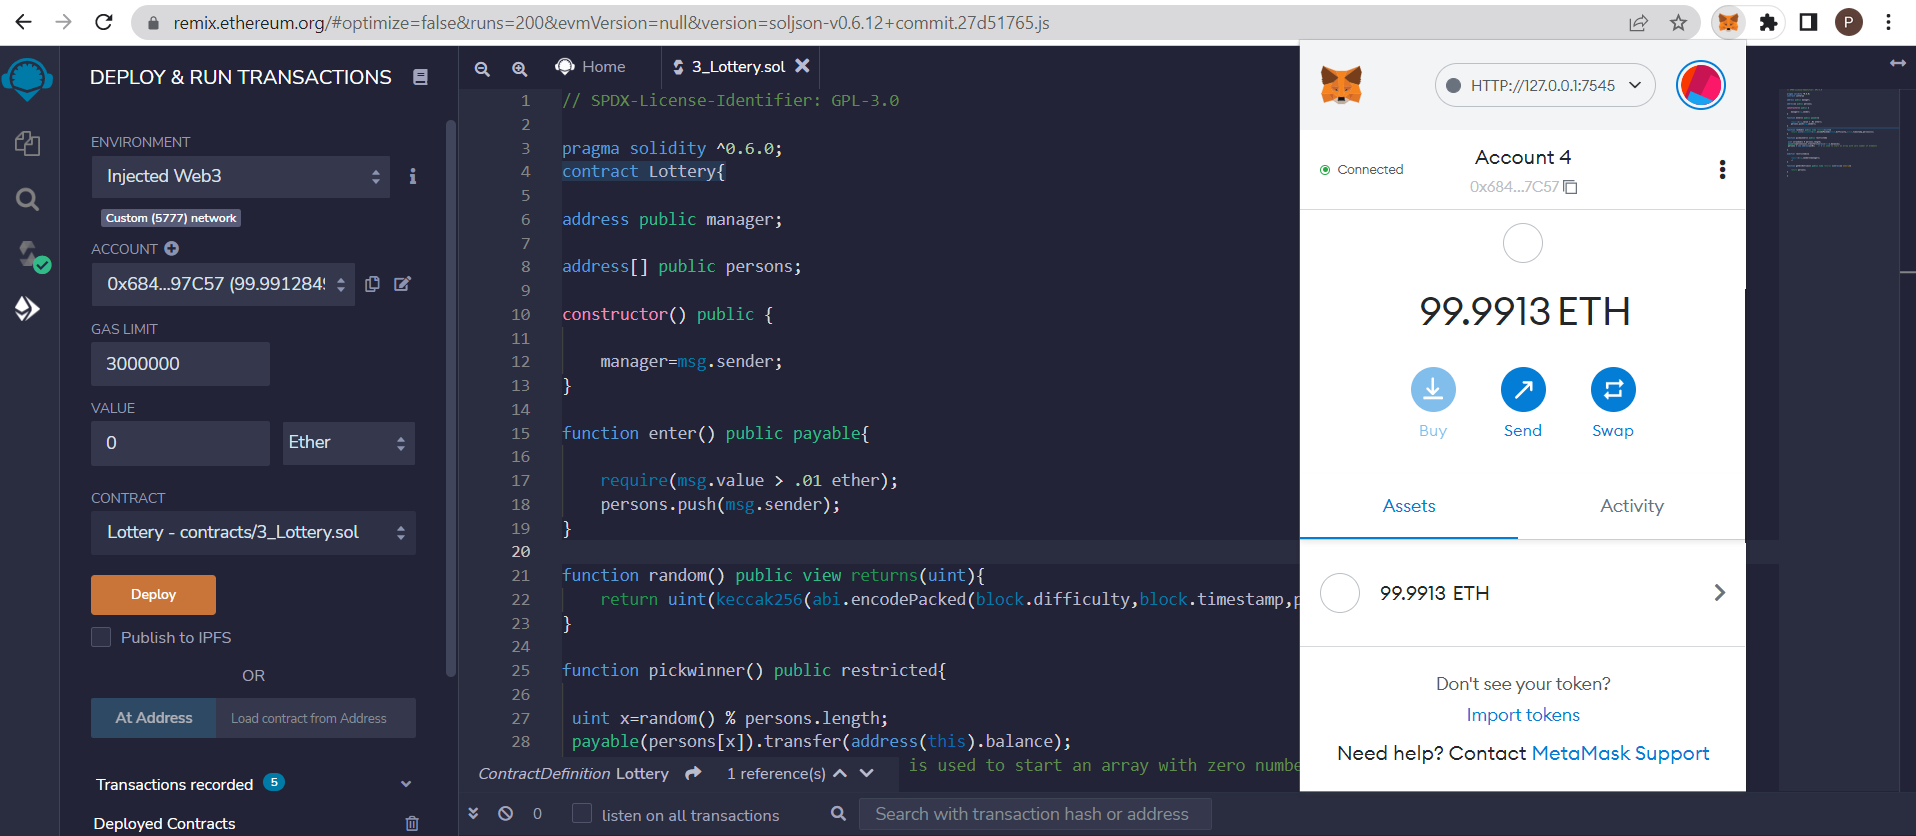 remix.ethereum.org/#optimize=false&runs=200&evmVersion=null&version=soljson-v0.6.12+commit.27d51765.js
P
DEPLOY & RUN TRANSACTIONS
ENVIRONMENT
Injected Web3
i
Custom (5777) network
ACCOUNT
0x684...97C57 (99.9912849
GAS LIMIT
3000000
VALUE
0
Ether
CONTRACT
Lottery - contracts/3_Lottery.sol
Deploy
Publish to IPFS
OR
At Address
Load contract from Address
Transactions recorded 5
Deployed Contracts
Home
3_Lottery.sol
1 // SPDX-License-Identifier: GPL-3.0
2
3 pragma solidity ^0.6.0;
4 contract Lottery{
5
6 address public manager;
7
8 address[] public persons;
9
10 constructor() public {
11
12 manager=msg.sender;
13 }
14
15 function enter() public payable{
16
17 require(msg.value > .01 ether);
18 persons.push(msg.sender);
19 }
20
21 function random() public view returns(uint){
22 return uint(keccak256(abi.encodePacked(block.difficulty,block.timestamp,p
23 }
24
25 function pickwinner() public restricted{
26
27 uint x=random() % persons.length;
28 payable(persons[x]).transfer(address(this).balance);
is used to start an array with zero numbe
ContractDefinition Lottery 1 reference(s)
0
listen on all transactions
Search with transaction hash or address
HTTP://127.0.0.1:7545
Connected
Account 4
0x684...7C57
99.9913 ETH
Buy
Send
Swap
Assets
Activity
99.9913 ETH
Don't see your token?
Import tokens
Need help? Contact MetaMask Support